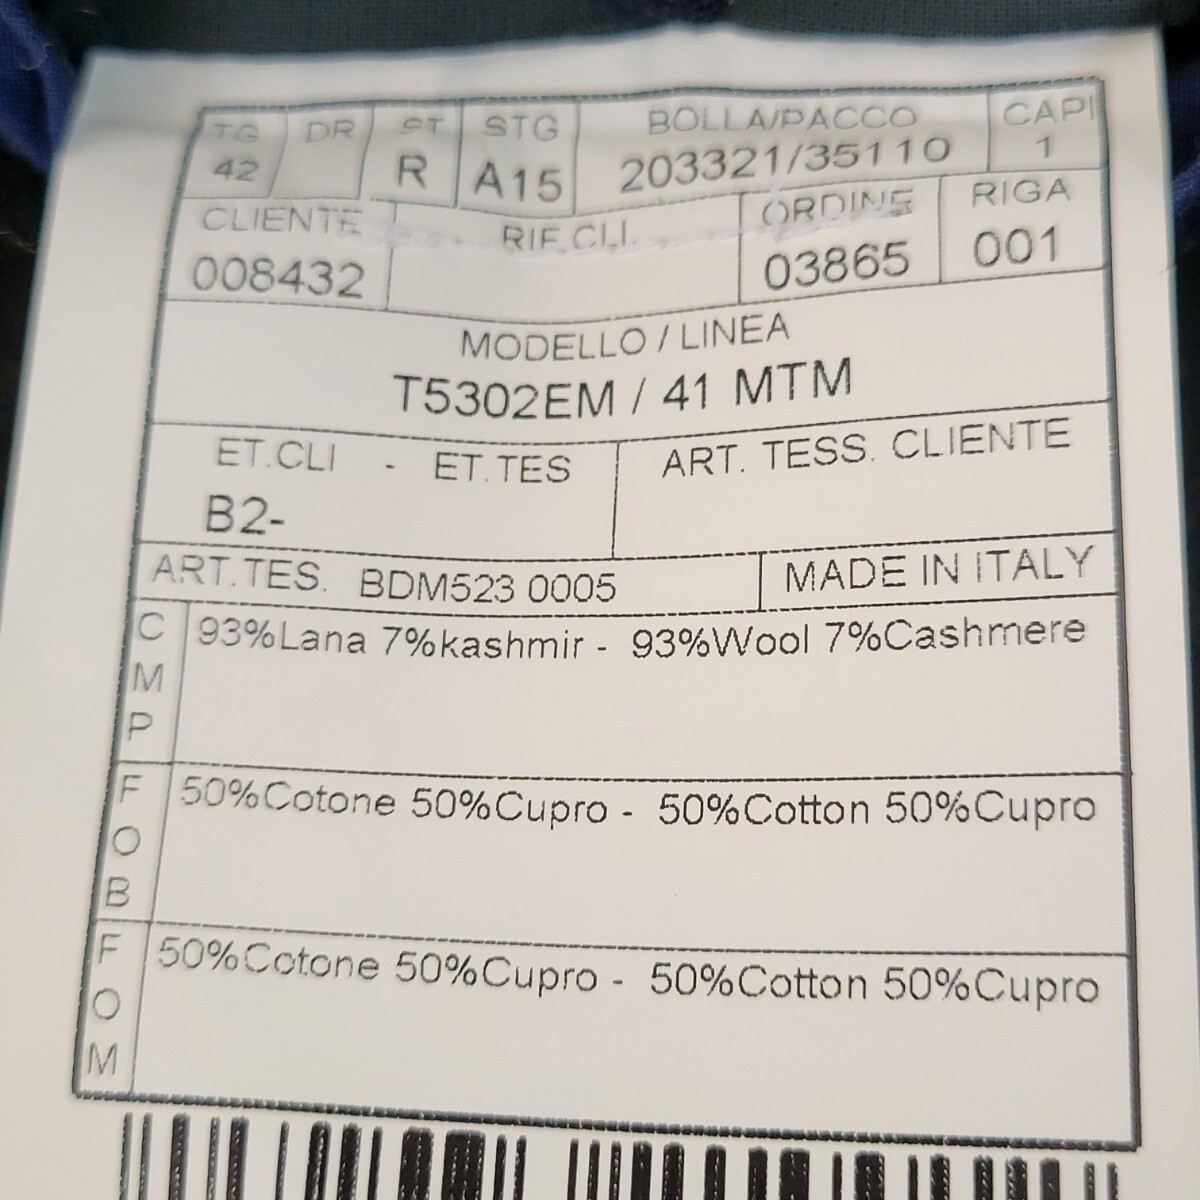 TG DR ST STG BOLLA/PACCO CAPI
42 R A15 203321/35110 1
CLIENTE RIF.CLI. ORDINE RIGA
008432 03865 001
MODELLO / LINEA
T5302EM / 41 MTM
ET.CLI - ET.TES ART. TESS. CLIENTE
B2-
ART.TES. BDM523 0005 MADE IN ITALY
CMP 93%Lana 7%kashmir - 93%Wool 7%Cashmere
FOB 50%Cotone 50%Cupro - 50%Cotton 50%Cupro
FOM 50%Cotone 50%Cupro - 50%Cotton 50%Cupro